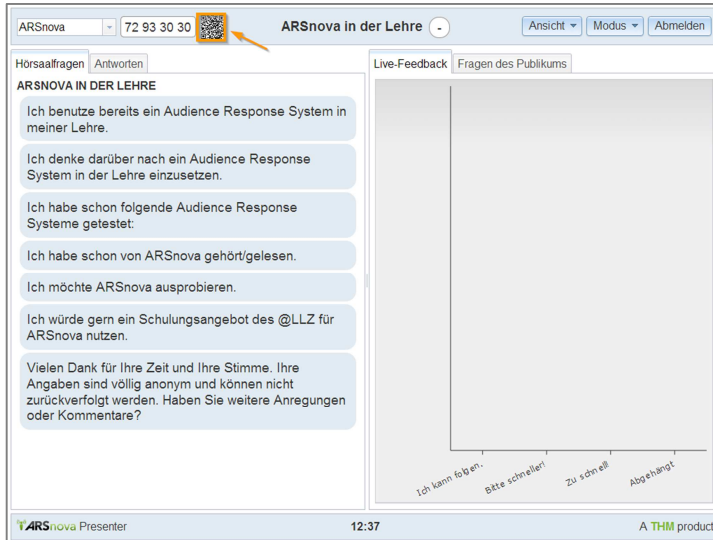 ARSnova
72 93 30 30
ARSnova in der Lehre (-)
Ansicht
Modus
Abmelden
Hörsaalfragen
Antworten
ARSNOVA IN DER LEHRE
Ich benutze bereits ein Audience Response System in
meiner Lehre.
Ich denke darüber nach ein Audience Response
System in der Lehre einzusetzen.
Ich habe schon folgende Audience Response
Systeme getestet:
Ich habe schon von ARSnova gehört/gelesen.
Ich möchte ARSnova ausprobieren.
Ich würde gern ein Schulungsangebot des @LLZ für
ARSnova nutzen.
Vielen Dank für Ihre Zeit und Ihre Stimme. Ihre
Angaben sind völlig anonym und können nicht
zurückverfolgt werden. Haben Sie weitere Anregungen
oder Kommentare?
Live-Feedback
Fragen des Publikums
Ich kann folgen.
Bitte schneller!
Zu schnell!
Abgehängt
ARSnova Presenter
12:37
A THM product